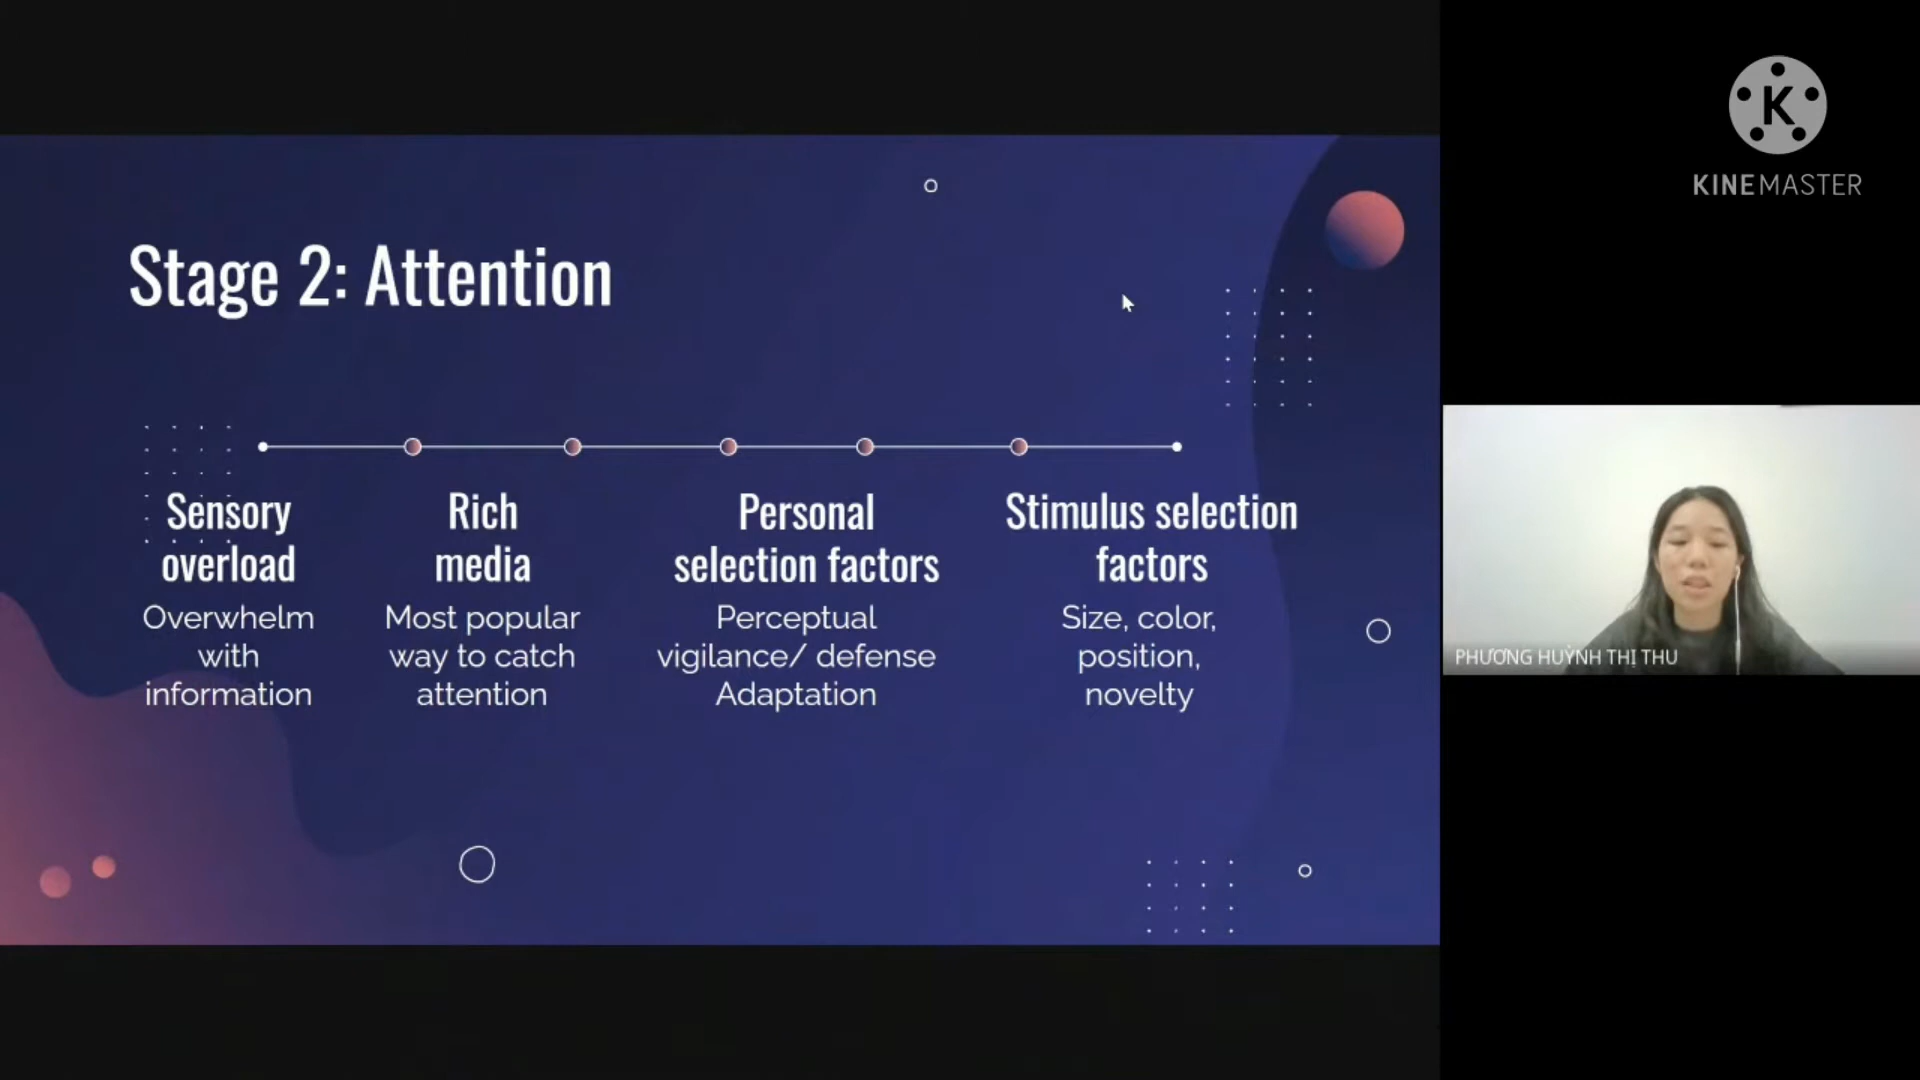 K
KINEMASTER
Stage 2: Attention
Sensory
overload
Overwhelm
with
information
Rich
media
Most popular
way to catch
attention
Personal
selection factors
Perceptual
vigilance/ defense
Adaptation
Stimulus selection
factors
Size, color,
position,
novelty
PHƯƠNG HUỲNH THỊ THU